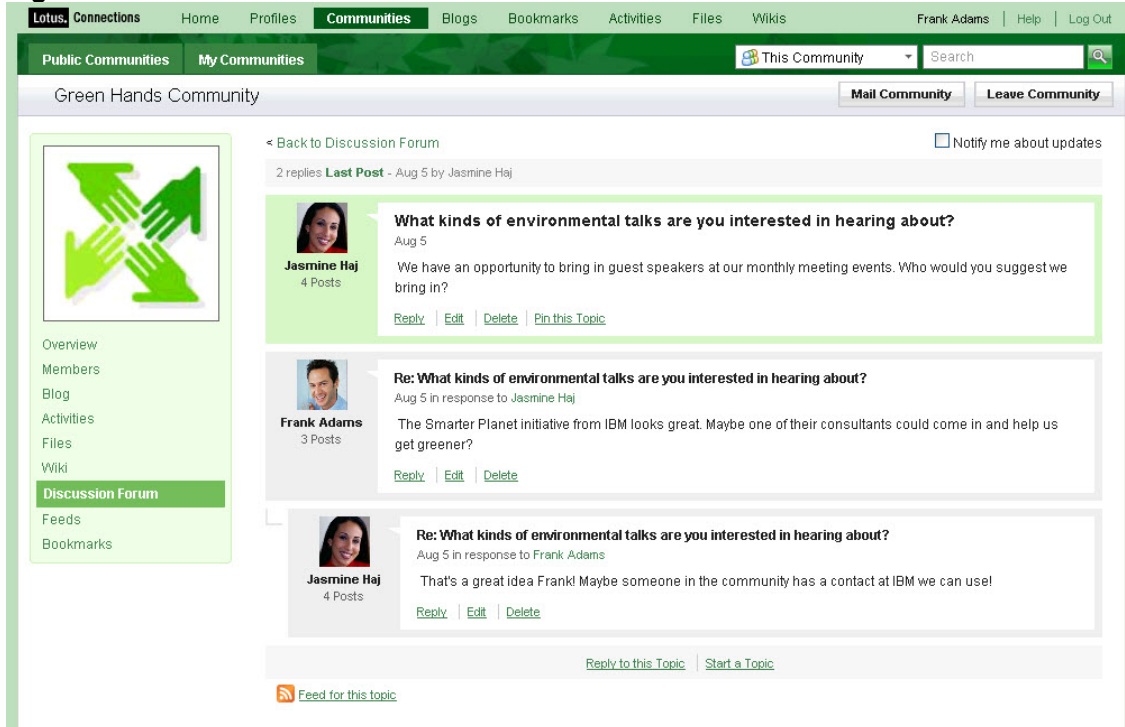 Lotus. Connections Home Profiles Communities Blogs Bookmarks Activities Files Wikis Frank Adams | Help | Log Out
Public Communities My Communities This Community Search
Green Hands Community Mail Community Leave Community
< Back to Discussion Forum Notify me about updates
2 replies Last Post - Aug 5 by Jasmine Haj
What kinds of environmental talks are you interested in hearing about?
Aug 5
Jasmine Haj
4 Posts
We have an opportunity to bring in guest speakers at our monthly meeting events. Who would you suggest we
bring in?
Reply | Edit | Delete | Pin this Topic
Overview
Members
Blog
Activities
Files
Wiki
Discussion Forum
Feeds
Bookmarks
Re: What kinds of environmental talks are you interested in hearing about?
Aug 5 in response to Jasmine Haj
Frank Adams
3 Posts
The Smarter Planet initiative from IBM looks great. Maybe one of their consultants could come in and help us
get greener?
Reply | Edit | Delete
Re: What kinds of environmental talks are you interested in hearing about?
Aug 5 in response to Frank Adams
Jasmine Haj
4 Posts
That's a great idea Frank! Maybe someone in the community has a contact at IBM we can use!
Reply | Edit | Delete
Reply to this Topic | Start a Topic
Feed for this topic